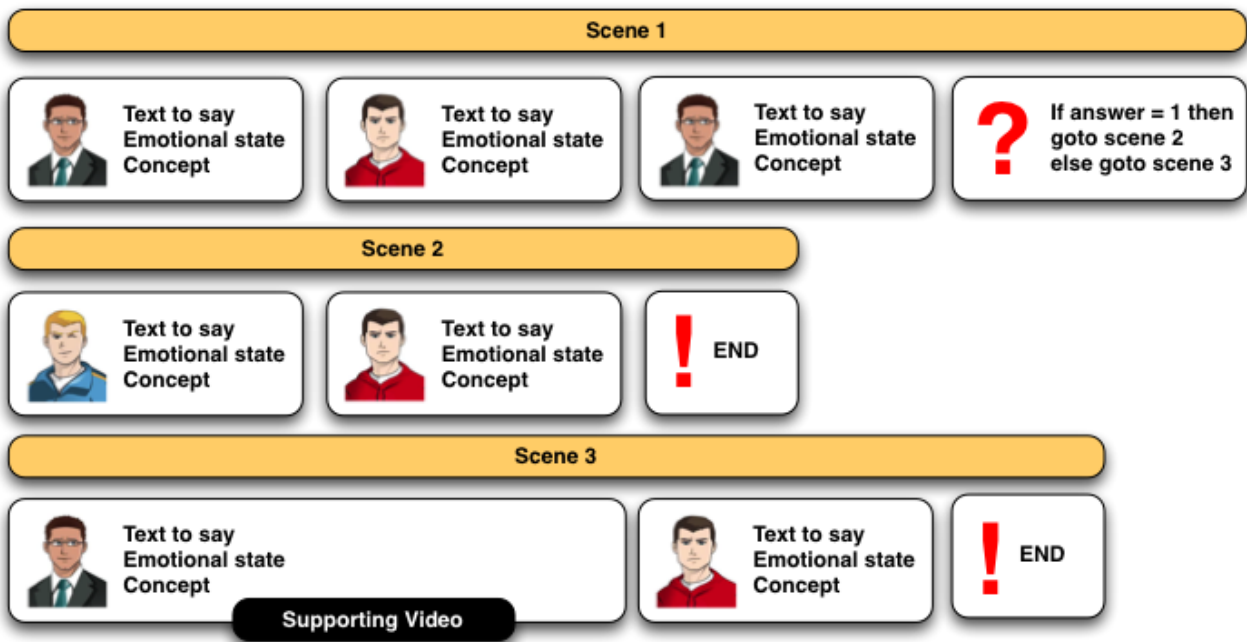 Scene 1
Text to say
Emotional state
Concept
Text to say
Emotional state
Concept
Text to say
Emotional state
Concept
?
If answer = 1 then
goto scene 2
else goto scene 3
Scene 2
Text to say
Emotional state
Concept
Text to say
Emotional state
Concept
!
END
Scene 3
Text to say
Emotional state
Concept
Supporting Video
Text to say
Emotional state
Concept
!
END